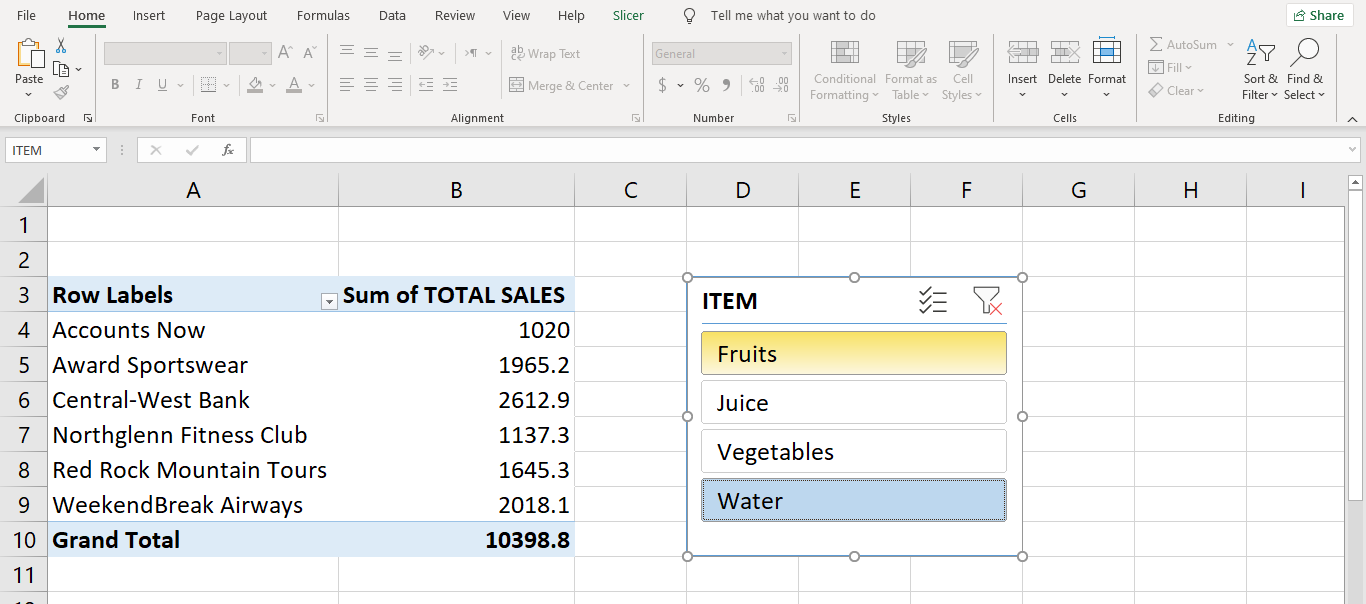 File Home Insert Page Layout Formulas Data Review View Help Slicer Tell me what you want to do Share
Paste
Clipboard
B I U A
Font
ab Wrap Text
Merge & Center
Alignment
General
$ % 9 .00 .00
Number
Conditional Formatting
Format as Table
Cell Styles
Styles
Insert Delete Format
Cells
AutoSum
Fill
Clear
Sort & Filter
Find & Select
Editing
ITEM fx
A B C D E F G H I
1
2
3 Row Labels Sum of TOTAL SALES
4 Accounts Now 1020
5 Award Sportswear 1965.2
6 Central-West Bank 2612.9
7 Northglenn Fitness Club 1137.3
8 Red Rock Mountain Tours 1645.3
9 WeekendBreak Airways 2018.1
10 Grand Total 10398.8
11
ITEM
Fruits
Juice
Vegetables
Water